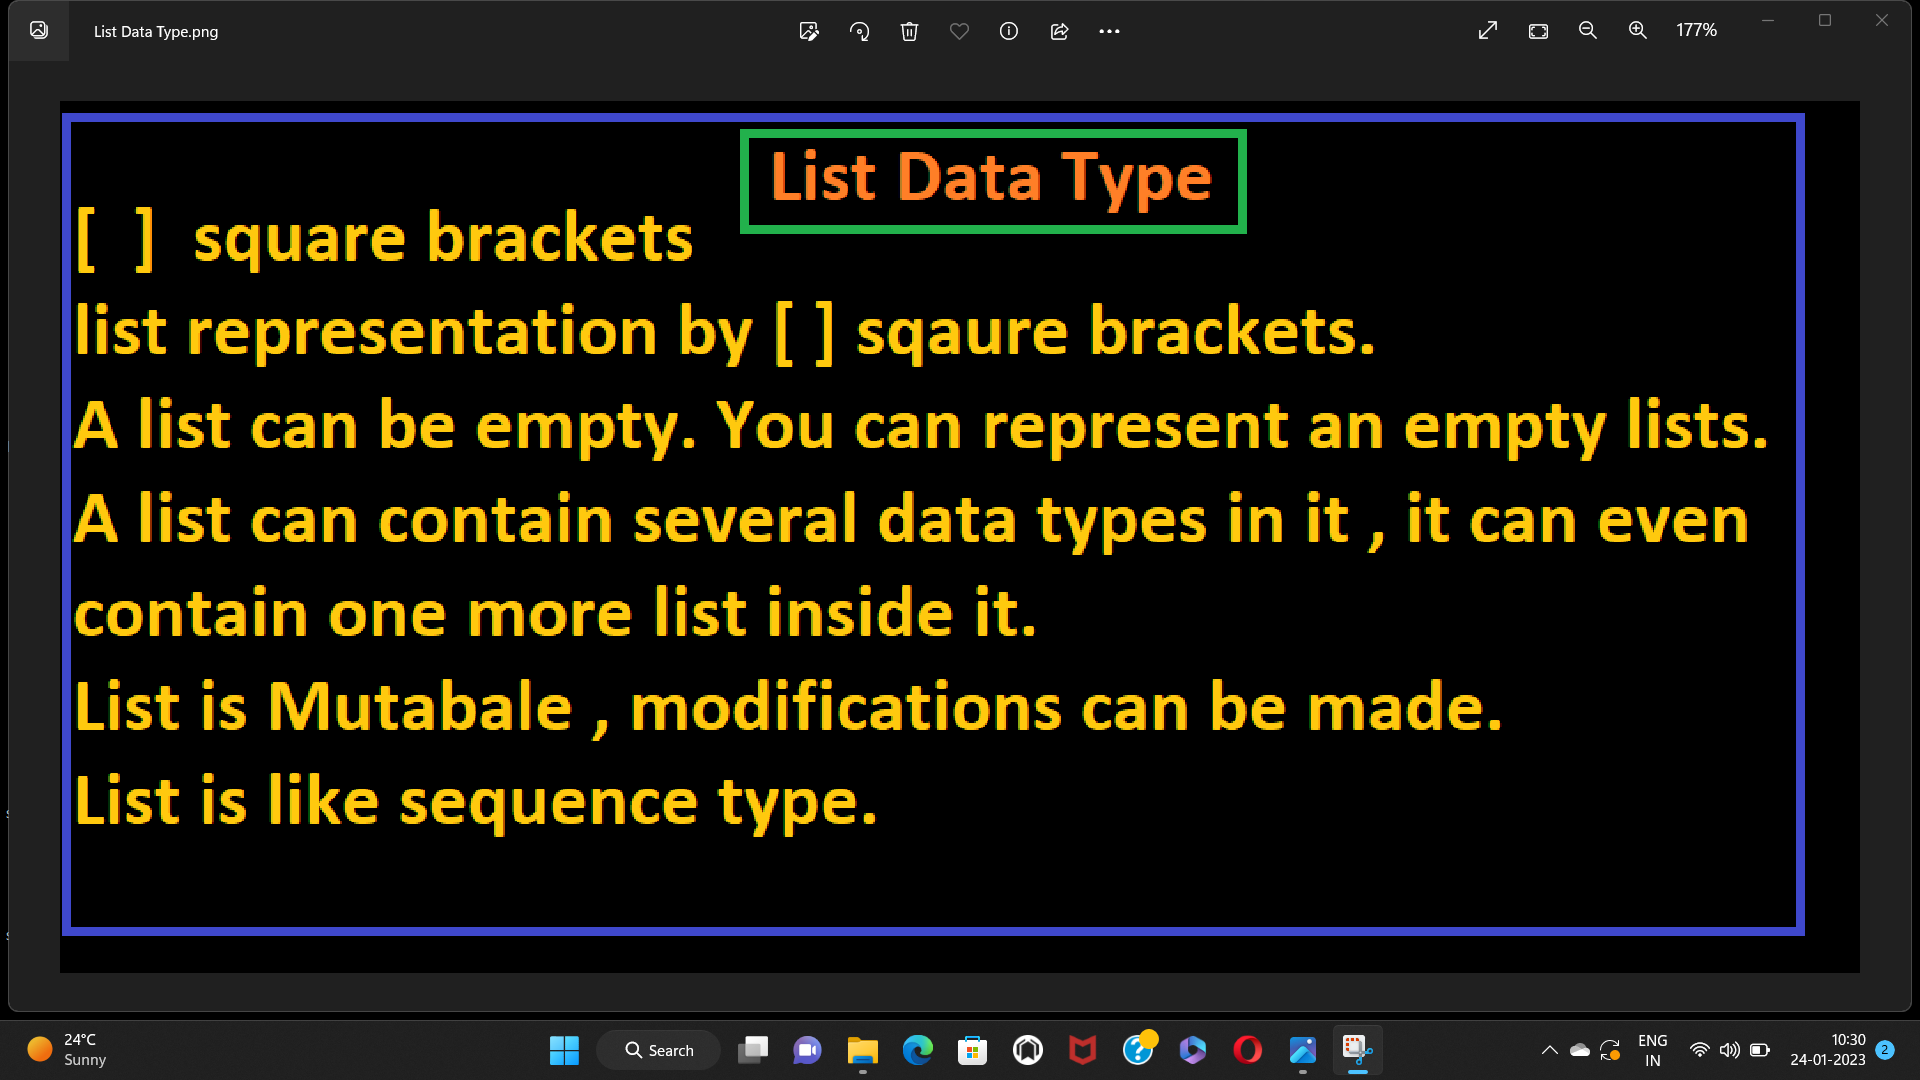 List Data Type.png
177%
List Data Type
[ ] square brackets
list representation by [ ] sqaure brackets.
A list can be empty. You can represent an empty lists.
A list can contain several data types in it , it can even
contain one more list inside it.
List is Mutabale , modifications can be made.
List is like sequence type.
24°C
Sunny
Search
ENG
IN
10:30
24-01-2023
2